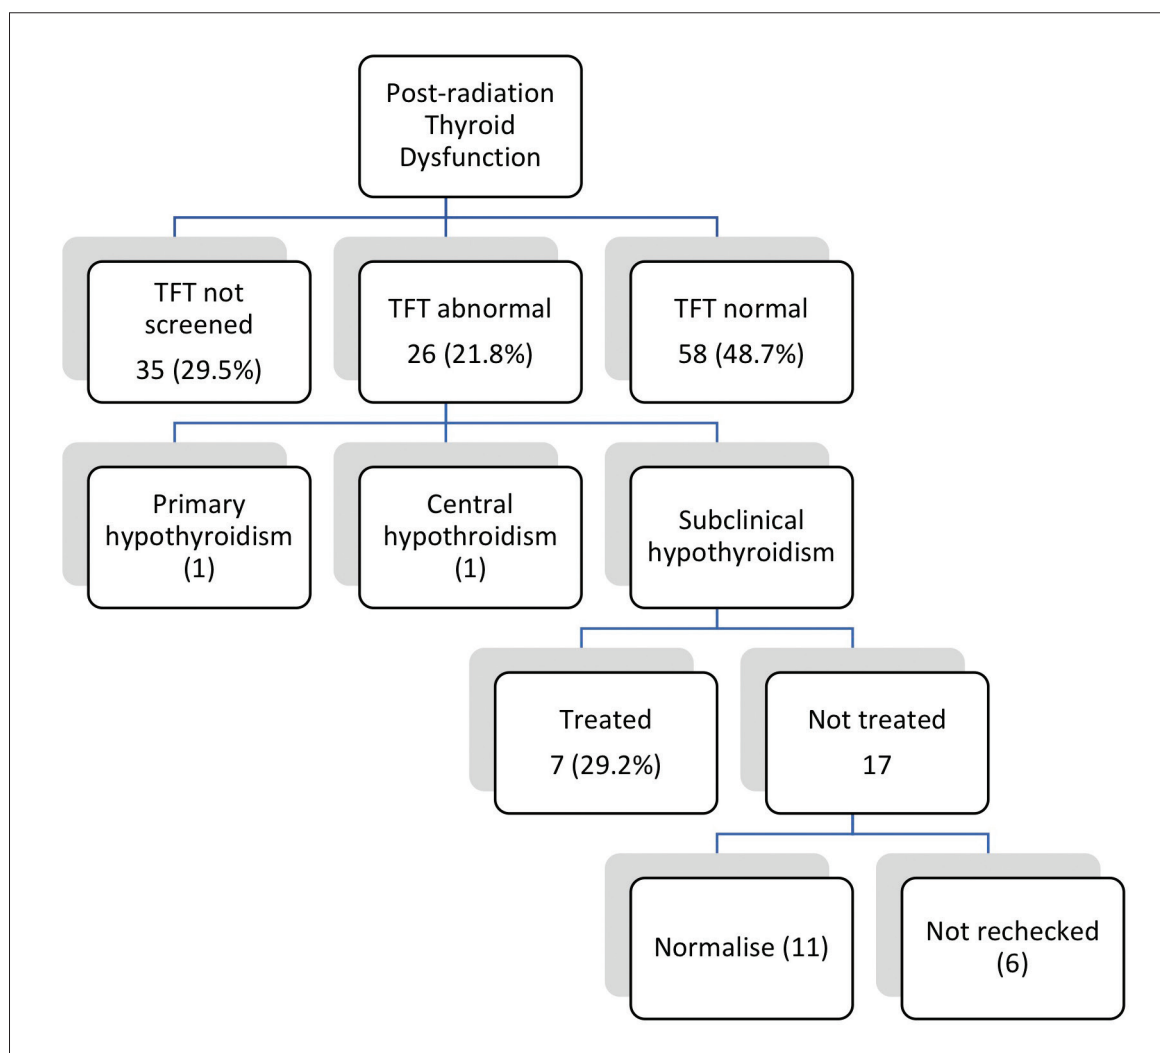 Post-radiation
Thyroid
Dysfunction
TFT not
screened
35 (29.5%)
TFT abnormal
26 (21.8%)
TFT normal
58 (48.7%)
Primary
hypothyroidism
(1)
Central
hypothroidism
(1)
Subclinical
hypothyroidism
Treated
7 (29.2%)
Not treated
17
Normalise (11)
Not rechecked
(6)